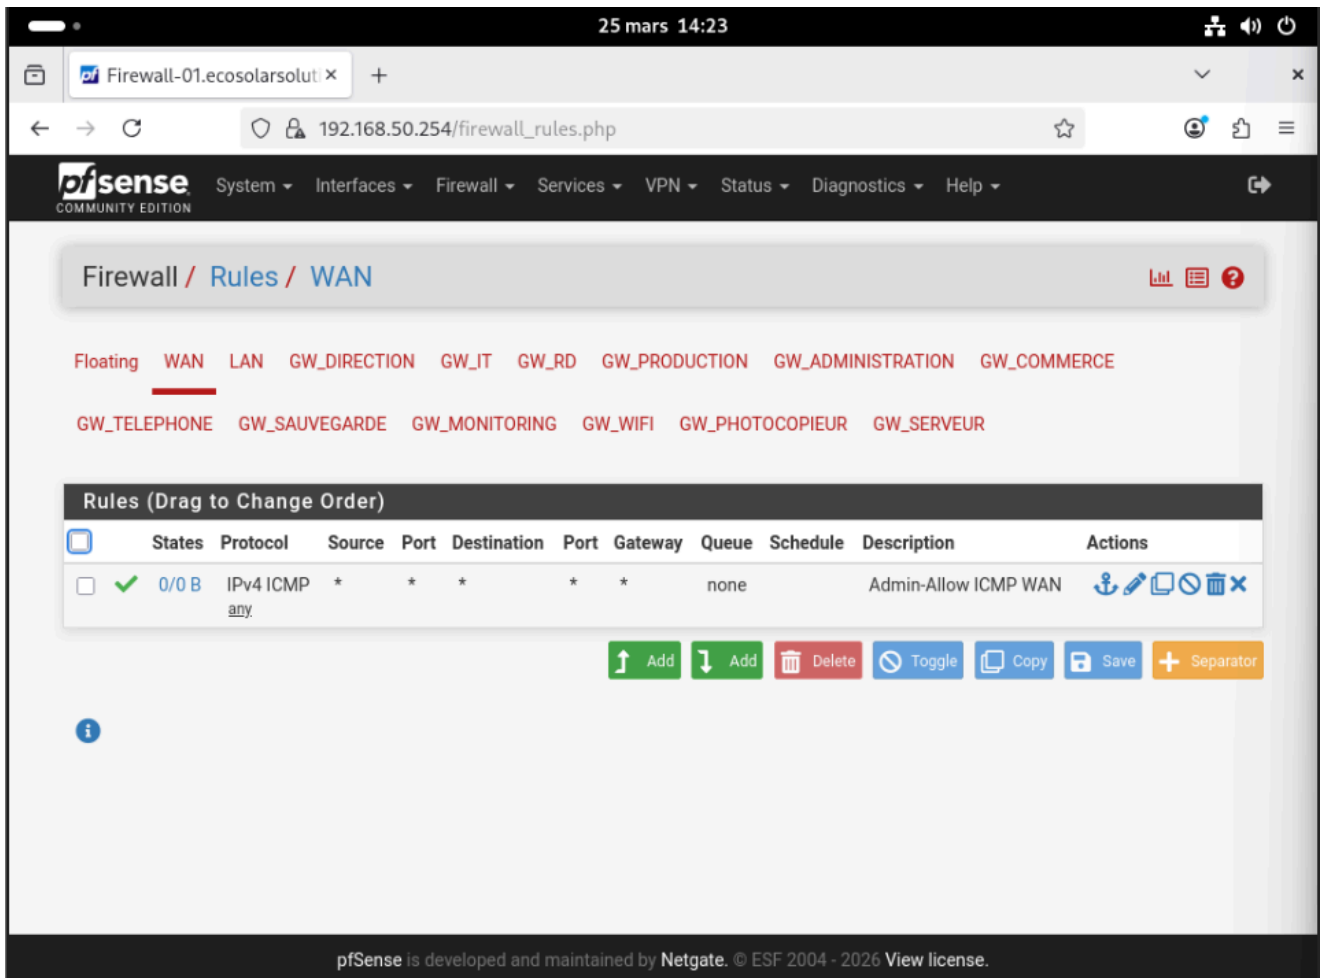 25 mars 14:23
Firewall-01.ecosolarsoluti
192.168.50.254/firewall_rules.php
pfsense System Interfaces Firewall Services VPN Status Diagnostics Help
COMMUNITY EDITION
Firewall / Rules / WAN
Floating WAN LAN GW_DIRECTION GW_IT GW_RD GW_PRODUCTION GW_ADMINISTRATION GW_COMMERCE
GW_TELEPHONE GW_SAUVEGARDE GW_MONITORING GW_WIFI GW_PHOTOCOPIEUR GW_SERVEUR
Rules (Drag to Change Order)
States Protocol Source Port Destination Port Gateway Queue Schedule Description Actions
0/0 B IPv4 ICMP * * * * * none Admin-Allow ICMP WAN
any
Add Add Delete Toggle Copy Save Separator
pfSense is developed and maintained by Netgate. © ESF 2004 - 2026 View license.